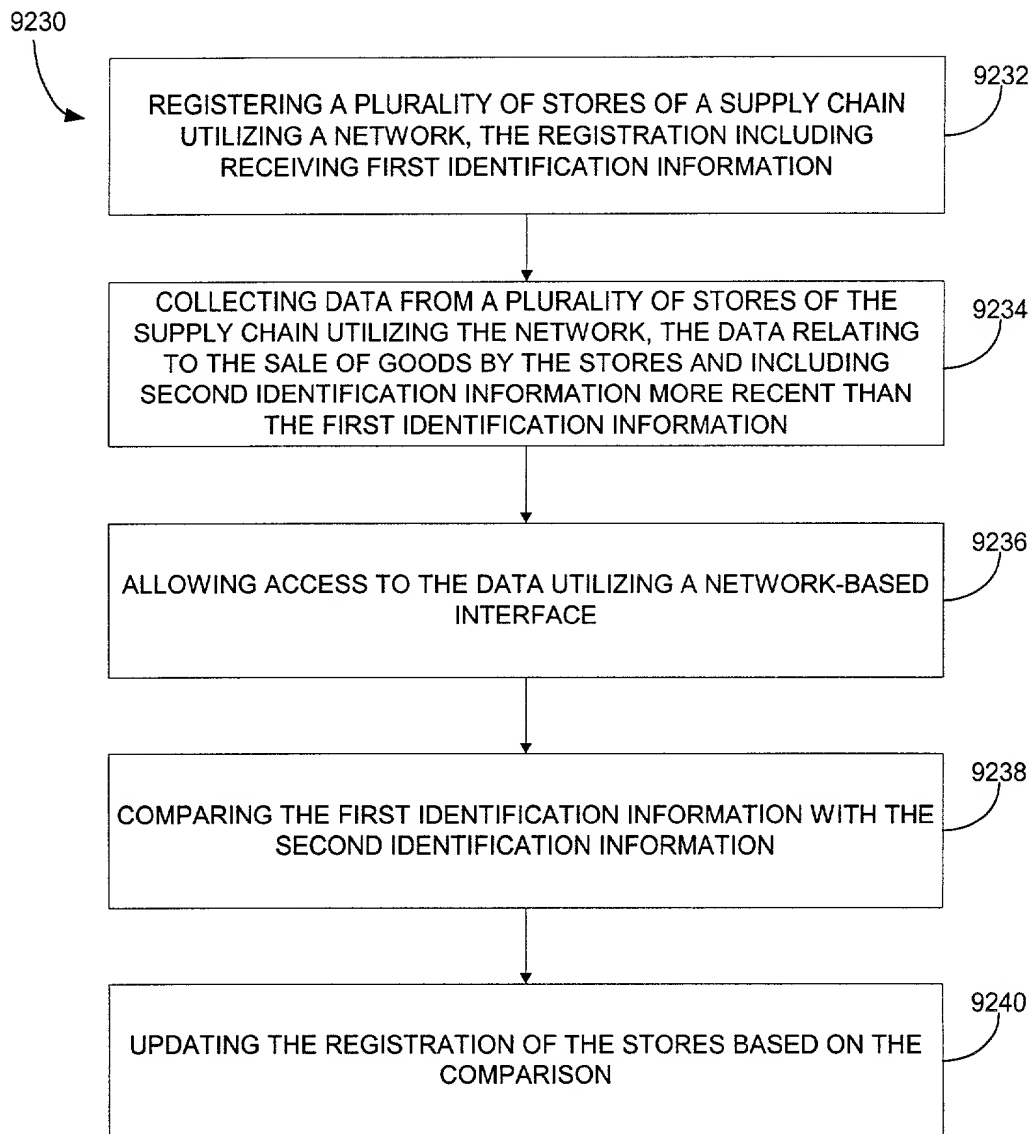 9230
9232
REGISTERING A PLURALITY OF STORES OF A SUPPLY CHAIN
UTILIZING A NETWORK, THE REGISTRATION INCLUDING
RECEIVING FIRST IDENTIFICATION INFORMATION
9234
COLLECTING DATA FROM A PLURALITY OF STORES OF THE
SUPPLY CHAIN UTILIZING THE NETWORK, THE DATA RELATING
TO THE SALE OF GOODS BY THE STORES AND INCLUDING
SECOND IDENTIFICATION INFORMATION MORE RECENT THAN
THE FIRST IDENTIFICATION INFORMATION
9236
ALLOWING ACCESS TO THE DATA UTILIZING A NETWORK-BASED
INTERFACE
9238
COMPARING THE FIRST IDENTIFICATION INFORMATION WITH THE
SECOND IDENTIFICATION INFORMATION
9240
UPDATING THE REGISTRATION OF THE STORES BASED ON THE
COMPARISON